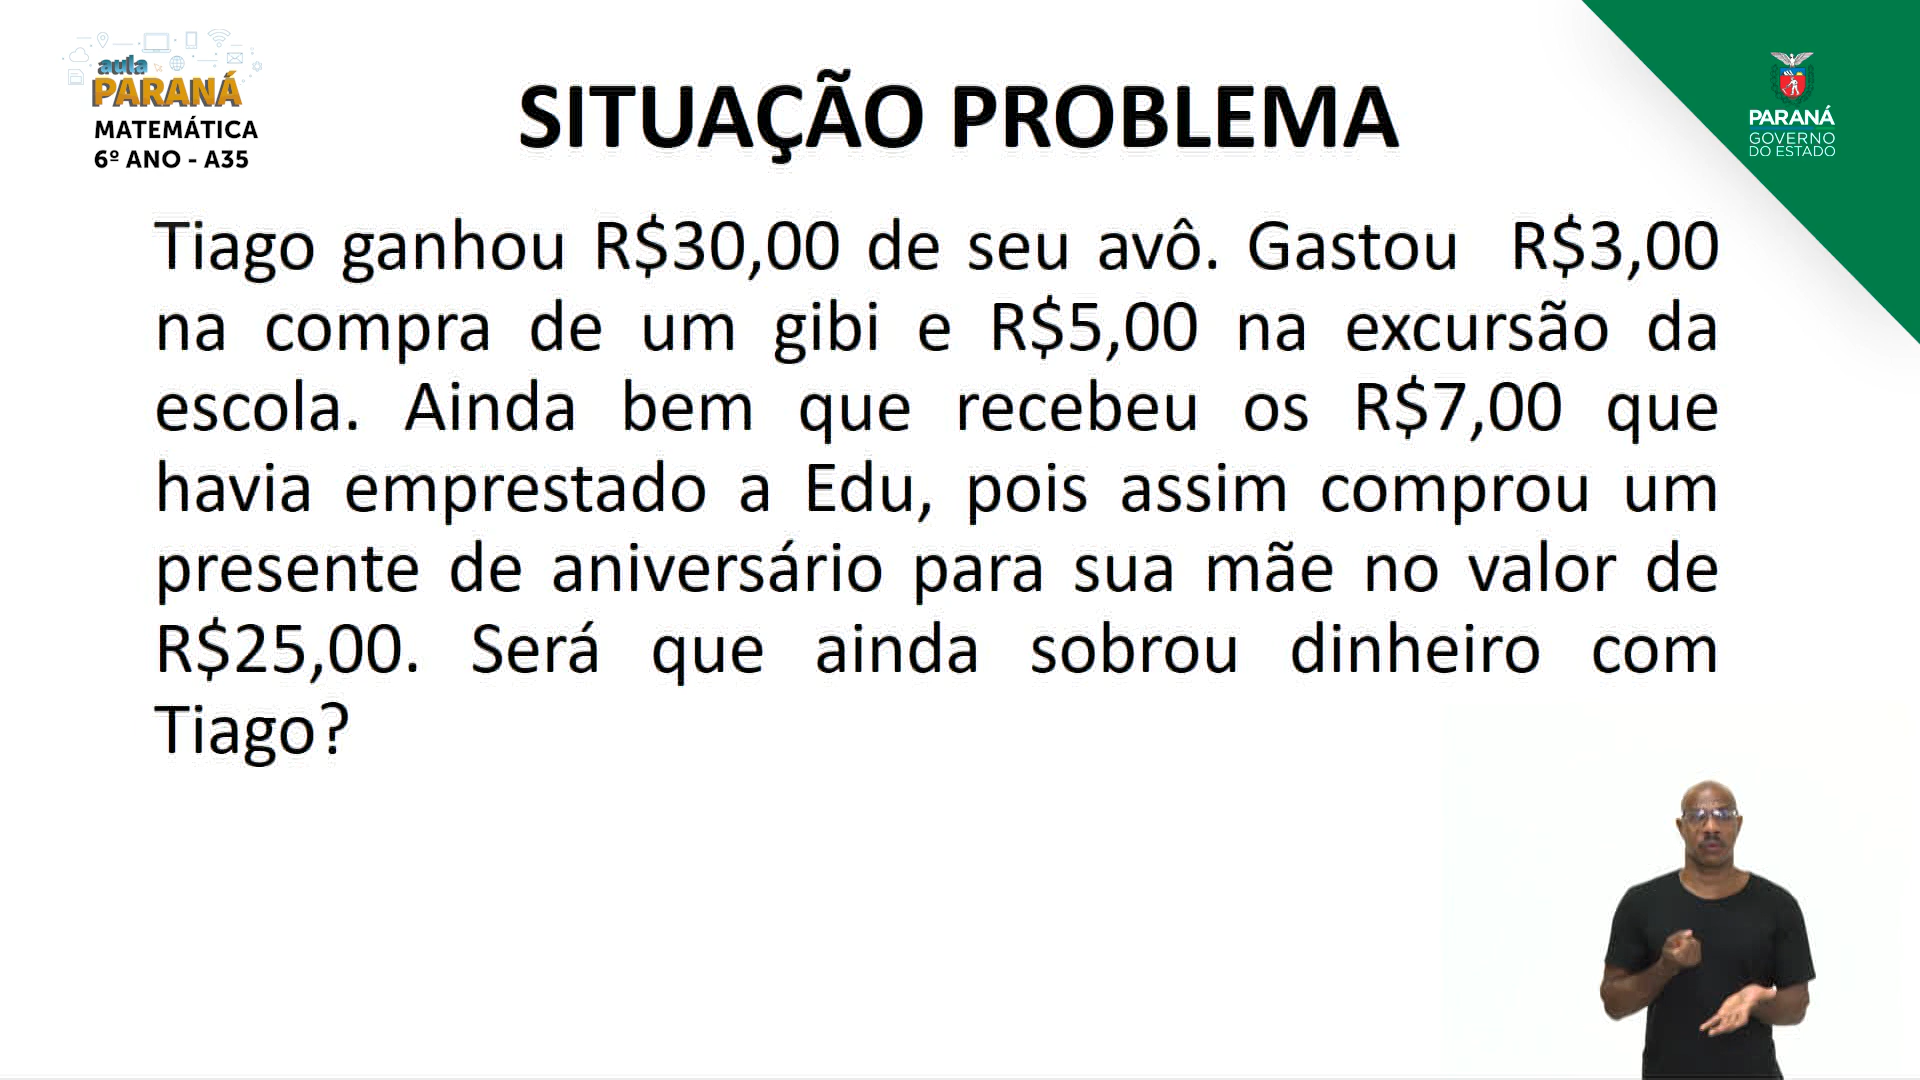 aula
PARANÁ
MATEMÁTICA
6º ANO - A35
SITUAÇÃO PROBLEMA
PARANÁ
GOVERNO
DO ESTADO
Tiago ganhou R$30,00 de seu avô. Gastou R$3,00
na compra de um gibi e R$5,00 na excursão da
escola. Ainda bem que recebeu os R$7,00 que
havia emprestado a Edu, pois assim comprou um
presente de aniversário para sua mãe no valor de
R$25,00. Será que ainda sobrou dinheiro com
Tiago?